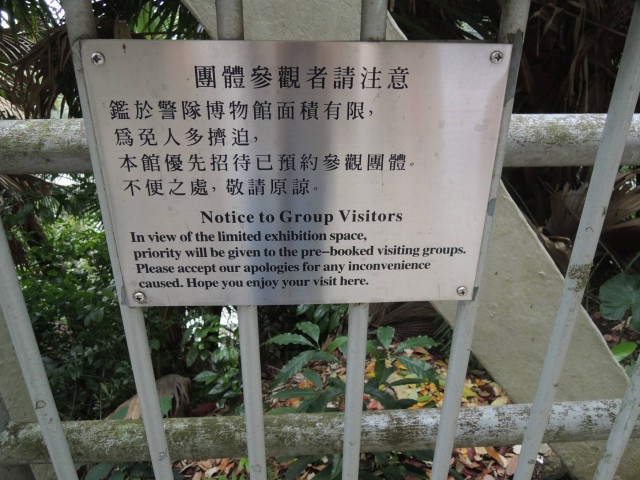 團體參觀者請注意
鑑於警隊博物館面積有限，
為免人多擠迫，
本館優先招待已預約參觀團體。
不便之處，敬請原諒。
Notice to Group Visitors
In view of the limited exhibition space,
priority will be given to the pre–booked visiting groups.
Please accept our apologies for any inconvenience
caused. Hope you enjoy your visit here.